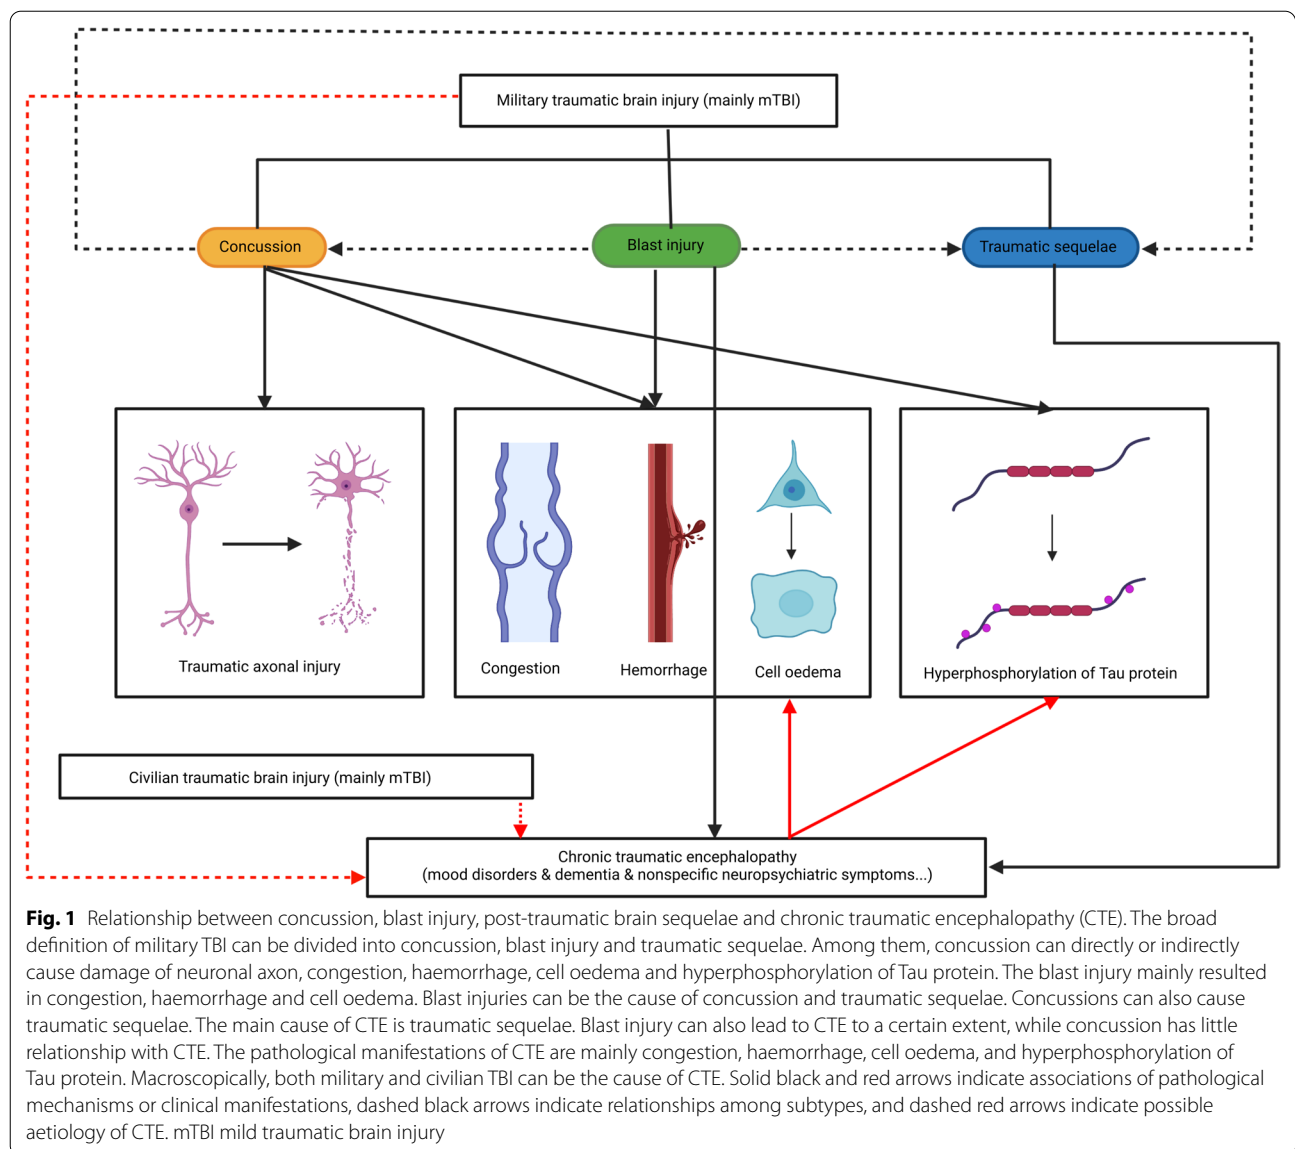 Military traumatic brain injury (mainly mTBI)
Concussion
Blast injury
Traumatic sequelae
Traumatic axonal injury
Congestion
Hemorrhage
Cell oedema
Hyperphosphorylation of Tau protein
Civilian traumatic brain injury (mainly mTBI)
Chronic traumatic encephalopathy
(mood disorders & dementia & nonspecific neuropsychiatric symptoms...)
Fig. 1 Relationship between concussion, blast injury, post-traumatic brain sequelae and chronic traumatic encephalopathy (CTE). The broad
definition of military TBI can be divided into concussion, blast injury and traumatic sequelae. Among them, concussion can directly or indirectly
cause damage of neuronal axon, congestion, haemorrhage, cell oedema and hyperphosphorylation of Tau protein. The blast injury mainly resulted
in congestion, haemorrhage and cell oedema. Blast injuries can be the cause of concussion and traumatic sequelae. Concussions can also cause
traumatic sequelae. The main cause of CTE is traumatic sequelae. Blast injury can also lead to CTE to a certain extent, while concussion has little
relationship with CTE. The pathological manifestations of CTE are mainly congestion, haemorrhage, cell oedema, and hyperphosphorylation of
Tau protein. Macroscopically, both military and civilian TBI can be the cause of CTE. Solid black and red arrows indicate associations of pathological
mechanisms or clinical manifestations, dashed black arrows indicate relationships among subtypes, and dashed red arrows indicate possible
aetiology of CTE. mTBI mild traumatic brain injury